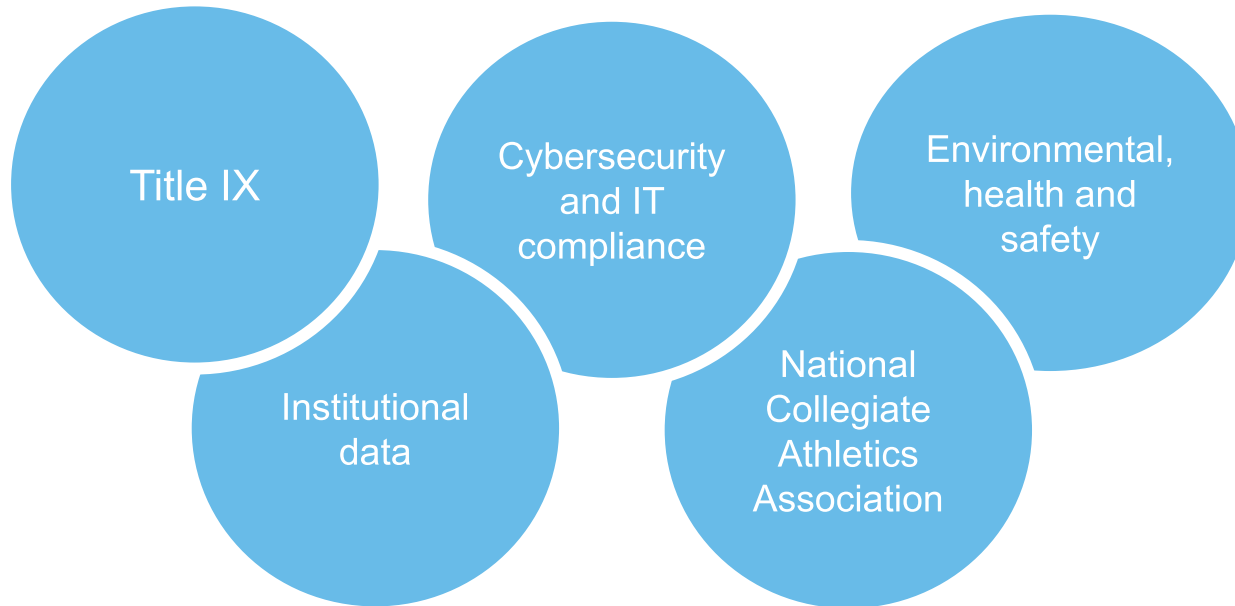 Title IX
Cybersecurity
and IT
compliance
Environmental,
health and
safety
Institutional
data
National
Collegiate
Athletics
Association